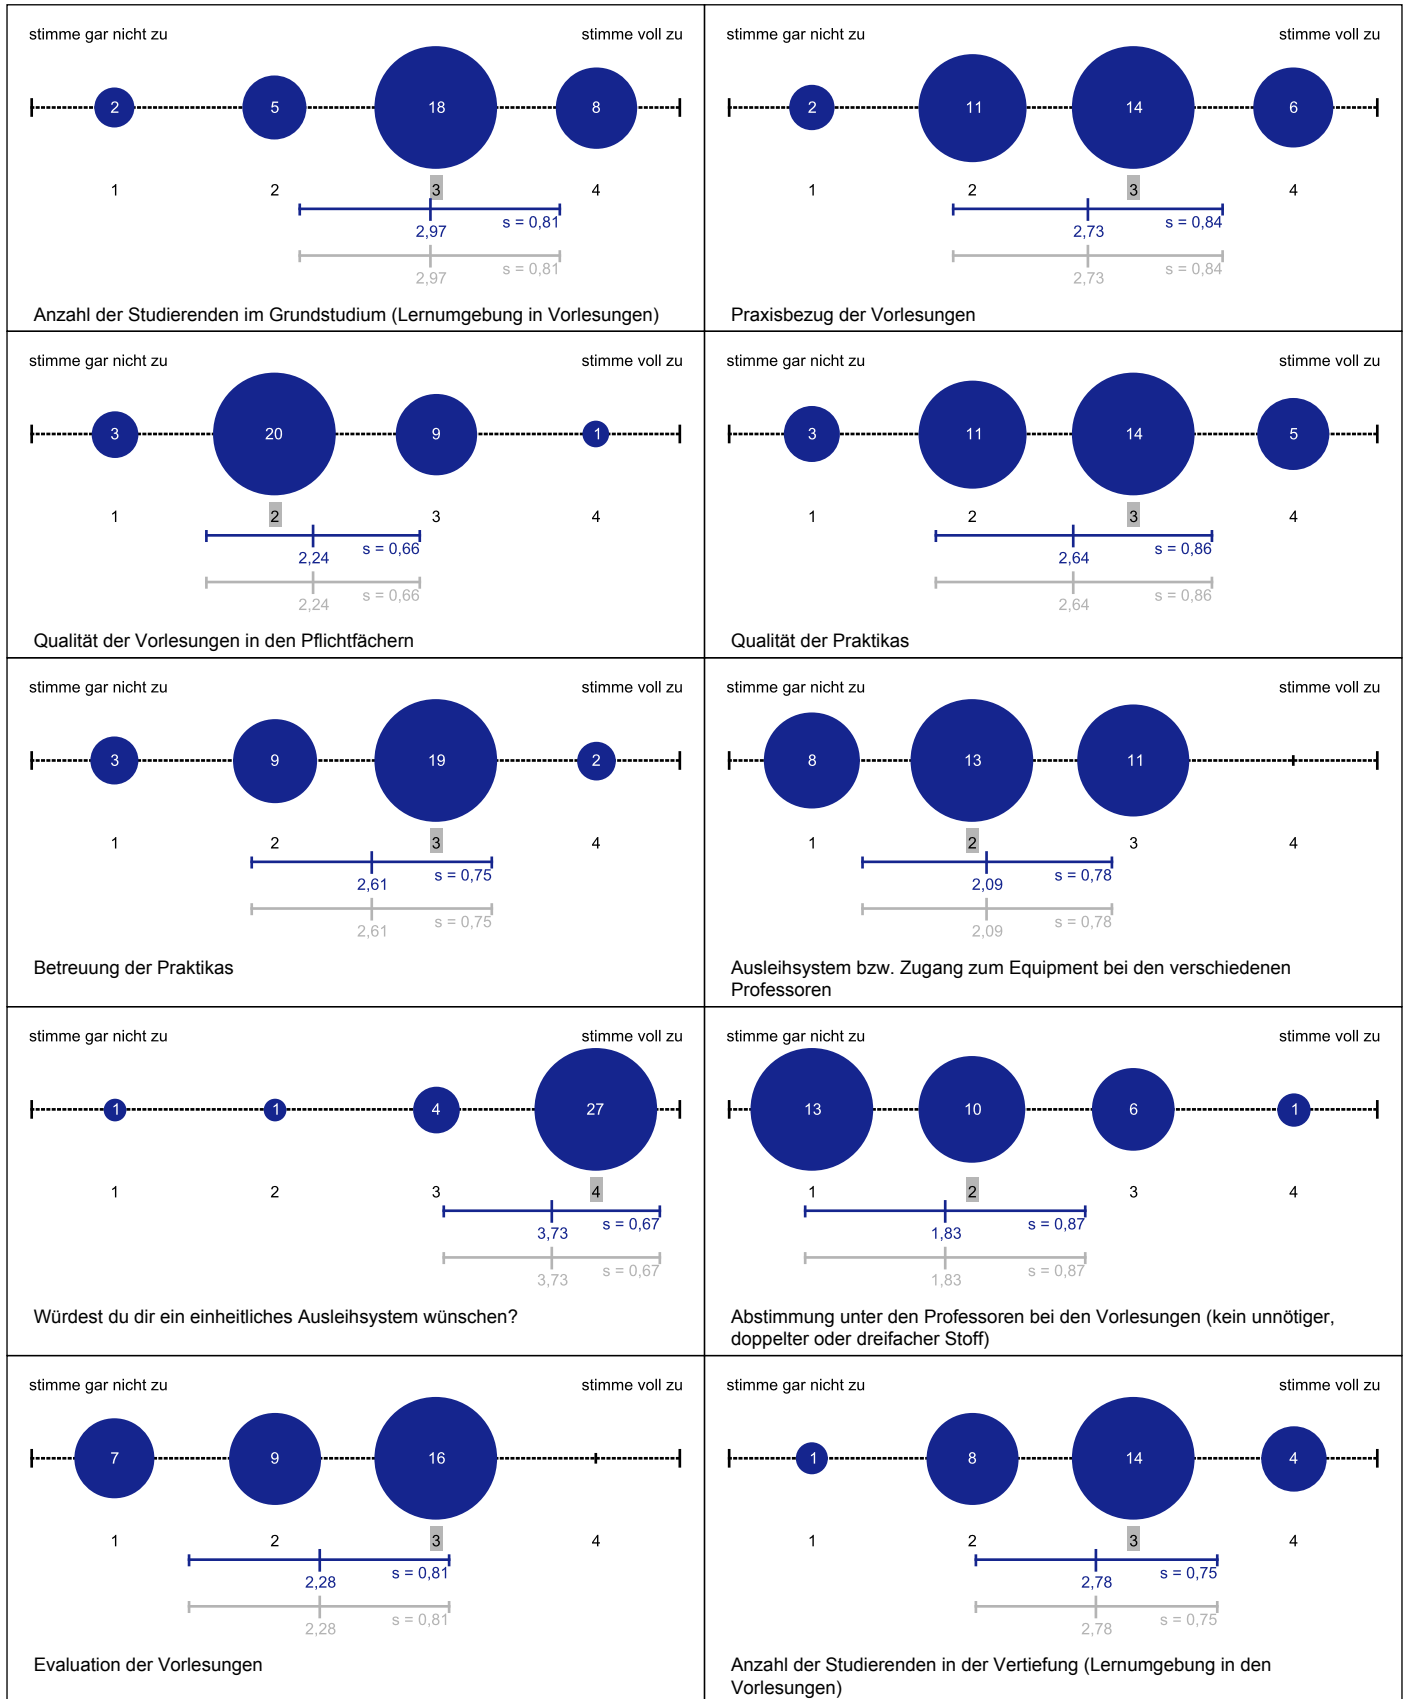 stimme gar nicht zu stimme voll zu
2 5 18 8
1 2 3 4
s = 0,81
2,97
s = 0,81
2,97
Anzahl der Studierenden im Grundstudium (Lernumgebung in Vorlesungen)
stimme gar nicht zu stimme voll zu
2 11 14 6
1 2 3 4
s = 0,84
2,73
s = 0,84
2,73
Praxisbezug der Vorlesungen
stimme gar nicht zu stimme voll zu
3 20 9 1
1 2 3 4
s = 0,66
2,24
s = 0,66
2,24
Qualität der Vorlesungen in den Pflichtfächern
stimme gar nicht zu stimme voll zu
3 11 14 5
1 2 3 4
s = 0,86
2,64
s = 0,86
2,64
Qualität der Praktikas
stimme gar nicht zu stimme voll zu
3 9 19 2
1 2 3 4
s = 0,75
2,61
s = 0,75
2,61
Betreuung der Praktikas
stimme gar nicht zu stimme voll zu
8 13 11
1 2 3 4
s = 0,78
2,09
s = 0,78
2,09
Ausleihsystem bzw. Zugang zum Equipment bei den verschiedenen
Professoren
stimme gar nicht zu stimme voll zu
1 1 4 27
1 2 3 4
s = 0,67
3,73
s = 0,67
3,73
Würdest du dir ein einheitliches Ausleihsystem wünschen?
stimme gar nicht zu stimme voll zu
13 10 6 1
1 2 3 4
s = 0,87
1,83
s = 0,87
1,83
Abstimmung unter den Professoren bei den Vorlesungen (kein unnötiger,
doppelter oder dreifacher Stoff)
stimme gar nicht zu stimme voll zu
7 9 16
1 2 3 4
s = 0,81
2,28
s = 0,81
2,28
Evaluation der Vorlesungen
stimme gar nicht zu stimme voll zu
1 8 14 4
1 2 3 4
s = 0,75
2,78
s = 0,75
2,78
Anzahl der Studierenden in der Vertiefung (Lernumgebung in den
Vorlesungen)